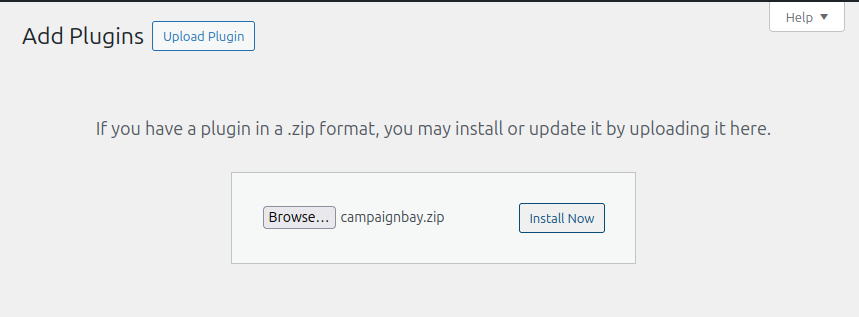 Help
Add Plugins Upload Plugin
If you have a plugin in a .zip format, you may install or update it by uploading it here.
Browse... campaignbay.zip Install Now